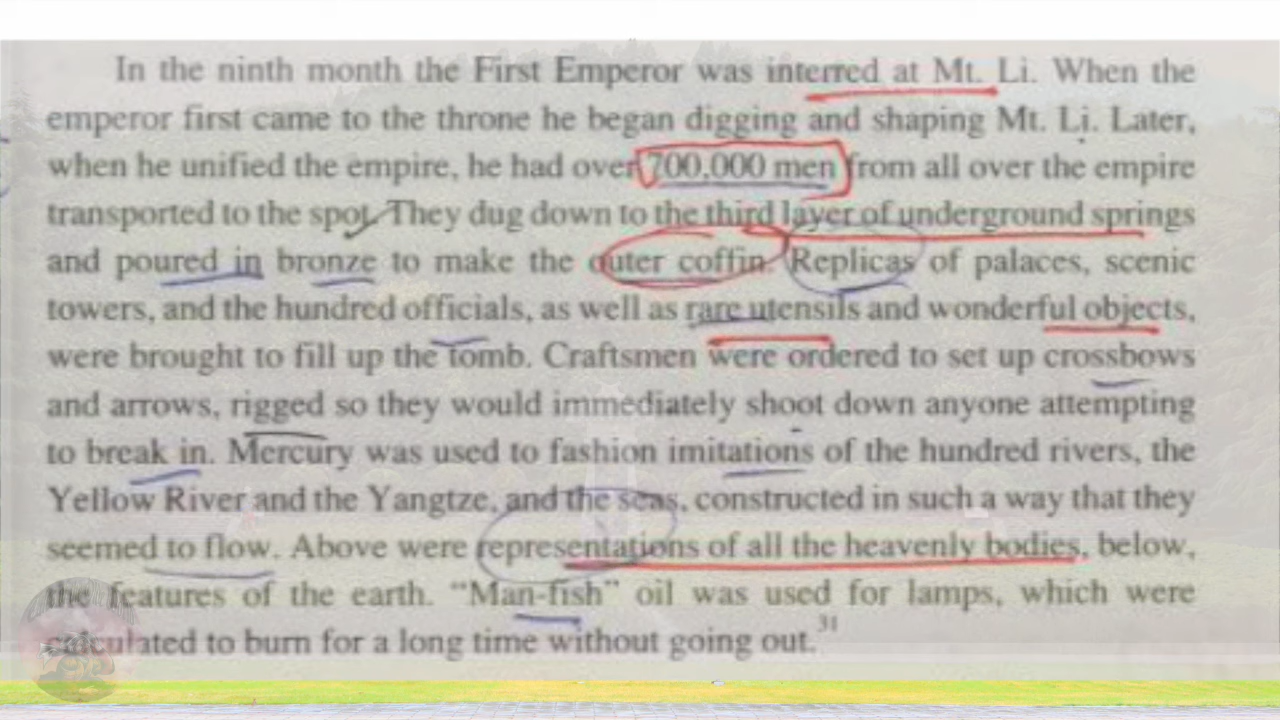 In the ninth month the First Emperor was interred at Mt. Li. When the
emperor first came to the throne he began digging and shaping Mt. Li. Later,
when he unified the empire, he had over 700,000 men from all over the empire
transported to the spot. They dug down to the third layer of underground springs
and poured in bronze to make the outer coffin. Replicas of palaces, scenic
towers, and the hundred officials, as well as rare utensils and wonderful objects,
were brought to fill up the tomb. Craftsmen were ordered to set up crossbows
and arrows, rigged so they would immediately shoot down anyone attempting
to break in. Mercury was used to fashion imitations of the hundred rivers, the
Yellow River and the Yangtze, and the seas, constructed in such a way that they
seemed to flow. Above were representations of all the heavenly bodies, below,
the features of the earth. “Man-fish” oil was used for lamps, which were
calculated to burn for a long time without going out.31